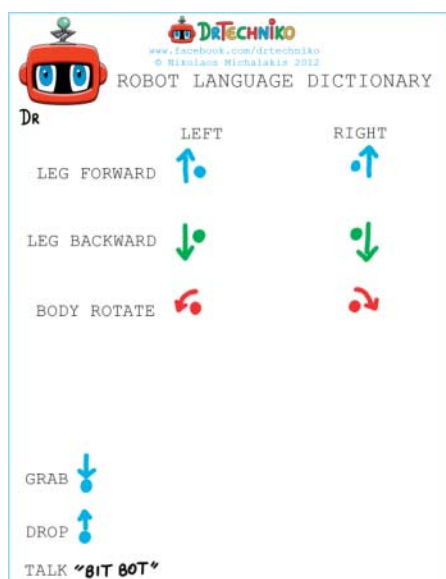 DRTECHNIKO
www.facebook.com/drtechniko
© Nikolaos Michalakis 2012
ROBOT LANGUAGE DICTIONARY
DR
LEFT RIGHT
LEG FORWARD
LEG BACKWARD
BODY ROTATE
GRAB
DROP
TALK "BIT BOT"